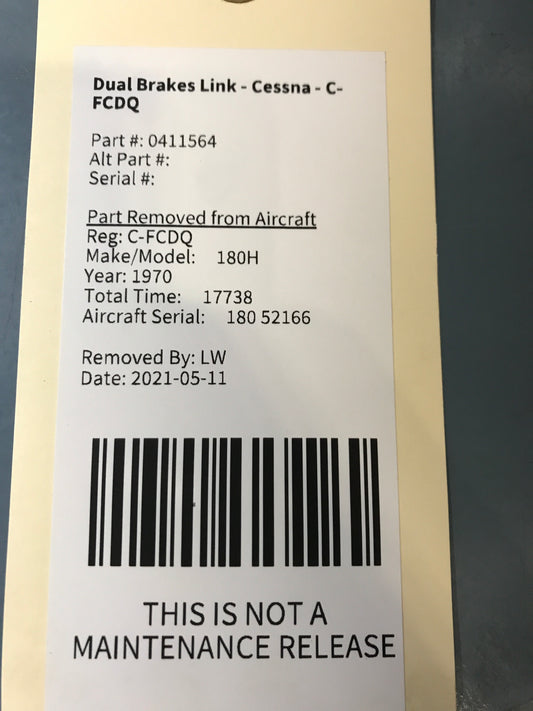 Dual Brakes Link - Cessna - C-
FCDQ
Part #: 0411564
Alt Part #:
Serial #:
Part Removed from Aircraft
Reg: C-FCDQ
Make/Model: 180H
Year: 1970
Total Time: 17738
Aircraft Serial: 180 52166
Removed By: LW
Date: 2021-05-11
THIS IS NOT A
MAINTENANCE RELEASE